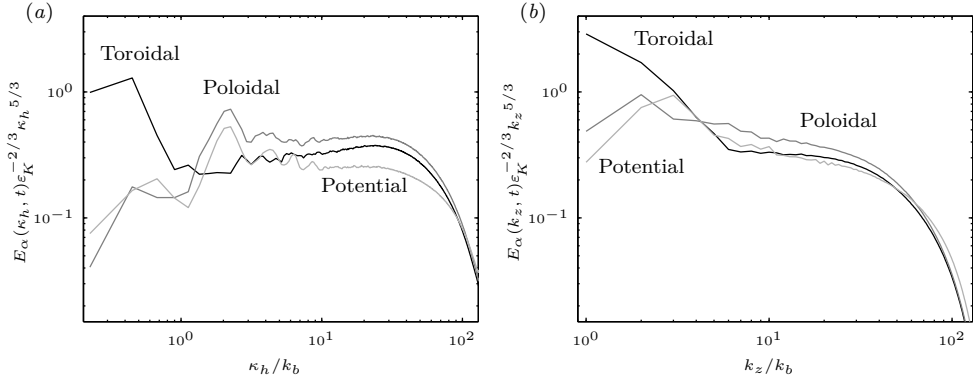 (a)
(b)
Toroidal
Poloidal
Potential
E_α(κ_h, t)ε_K^{−2/3}κ_h^{5/3}
10^0
10^{−1}
10^0
10^1
10^2
κ_h/k_b
Toroidal
Poloidal
Potential
E_α(k_z, t)ε_K^{−2/3}k_z^{5/3}
10^0
10^{−1}
10^0
10^1
10^2
k_z/k_b